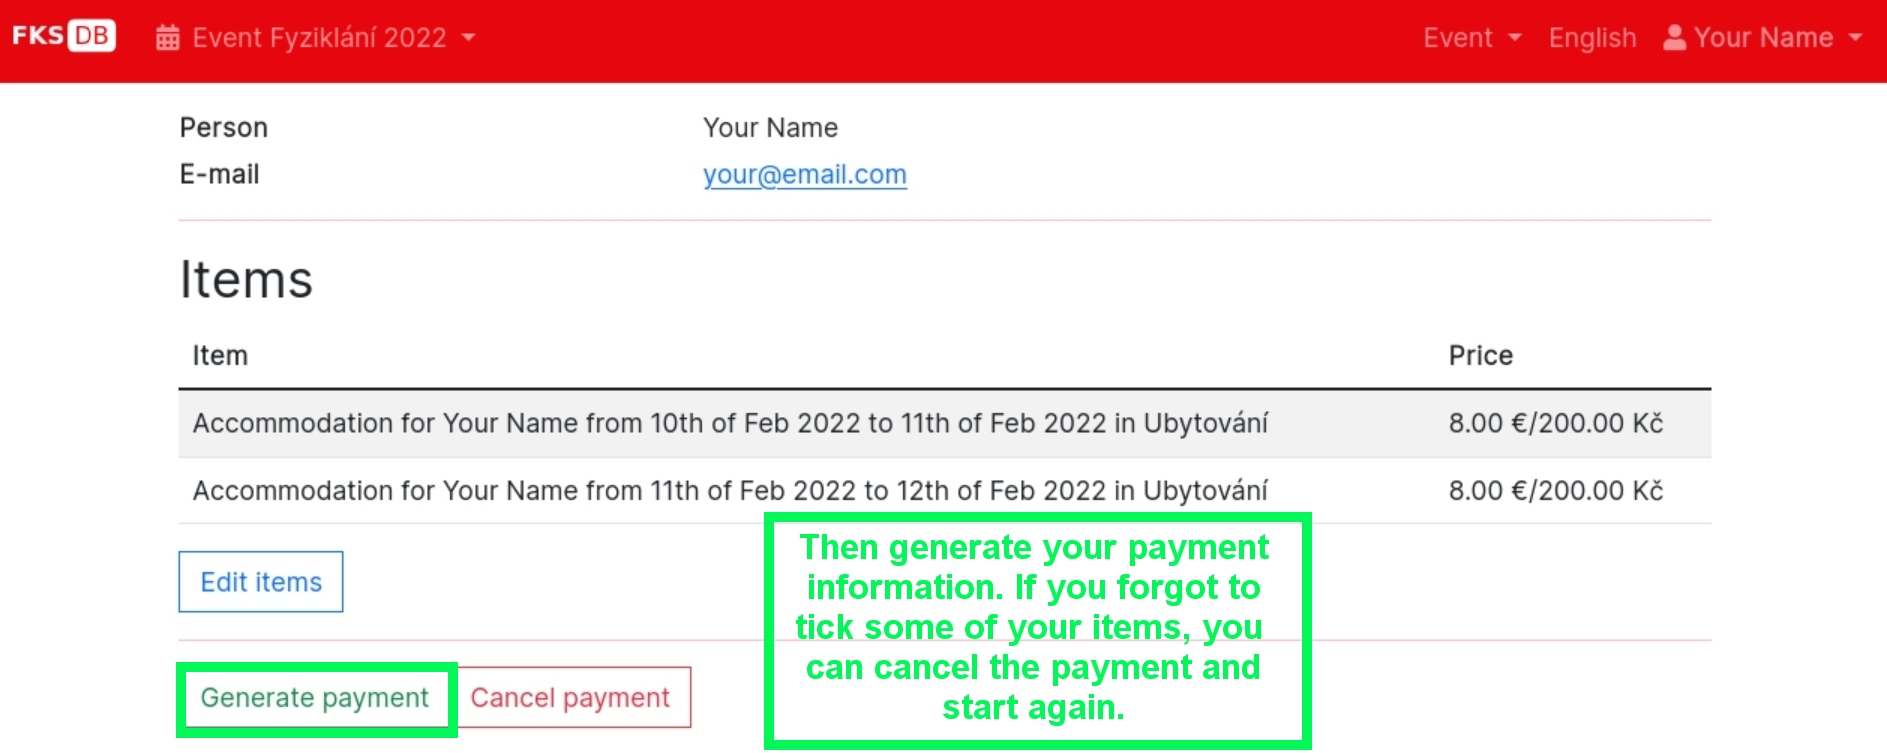 FKS DB Event Fyziklání 2022 Event English Your Name
Person Your Name
E-mail your@email.com
Items
Item Price
Accommodation for Your Name from 10th of Feb 2022 to 11th of Feb 2022 in Ubytování 8.00 €/200.00 Kč
Accommodation for Your Name from 11th of Feb 2022 to 12th of Feb 2022 in Ubytování 8.00 €/200.00 Kč
Edit items
Generate payment Cancel payment
Then generate your payment
information. If you forgot to
tick some of your items, you
can cancel the payment and
start again.